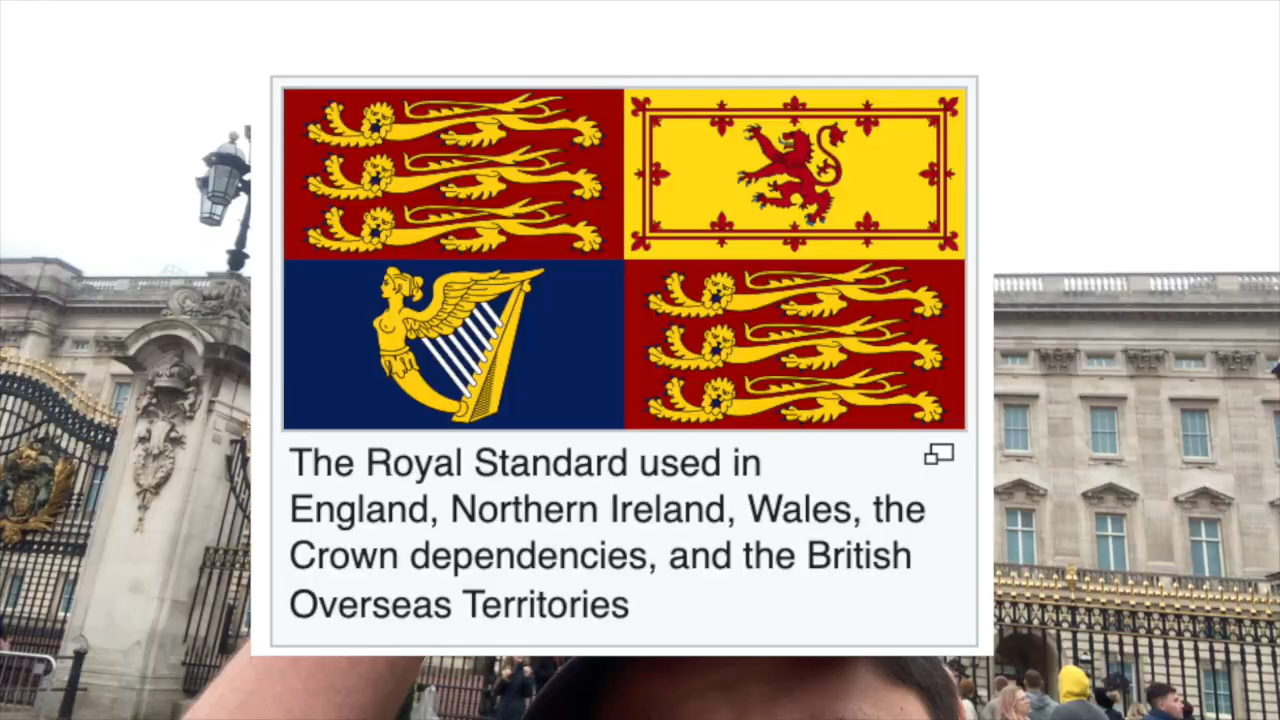 The Royal Standard used in
England, Northern Ireland, Wales, the
Crown dependencies, and the British
Overseas Territories